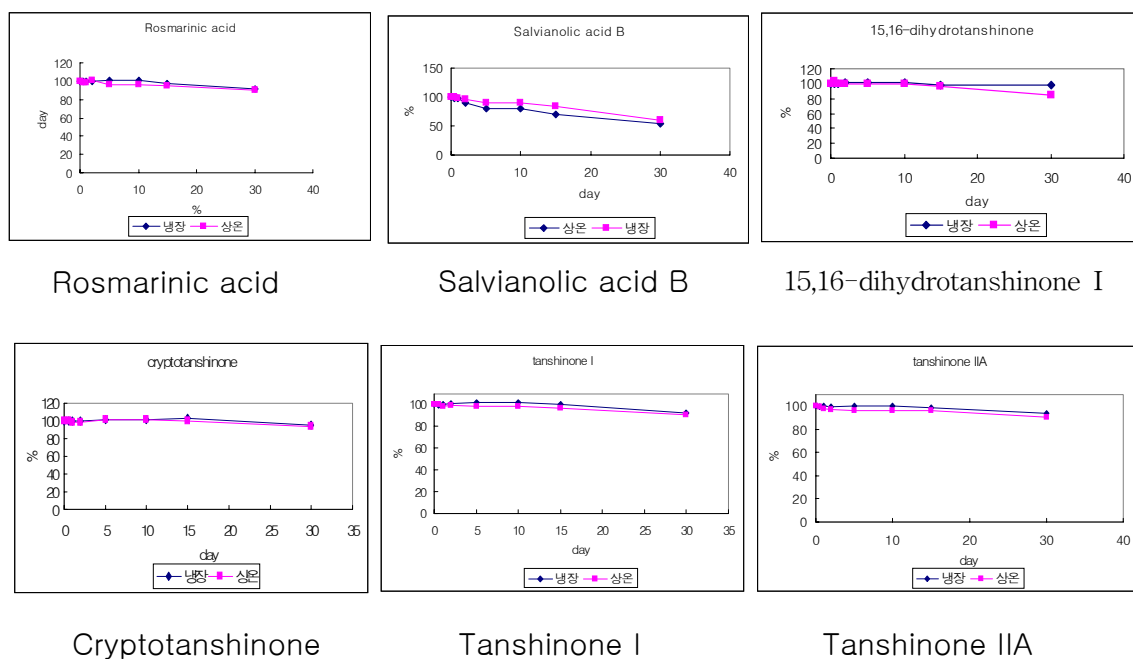 Rosmarinic acid
120
100
80
60
40
20
0
day
0 10 20 30 40
%
냉장 상온
Rosmarinic acid
Salvianolic acid B
150
100
50
0
%
0 10 20 30 40
day
상온 냉장
Salvianolic acid B
15,16-dihydrotanshinone
120
100
80
60
40
20
0
%
0 10 20 30 40
day
냉장 상온
15,16-dihydrotanshinone Ⅰ
cryptotanshinone
120
100
80
60
40
20
0
%
0 5 10 15 20 25 30 35
day
냉장 상온
Cryptotanshinone
tanshinone I
100
80
60
40
20
0
%
0 5 10 15 20 25 30 35
day
냉장 상온
Tanshinone I
tanshinone IIA
100
80
60
40
20
0
%
0 10 20 30 40
day
냉장 상온
Tanshinone IIA